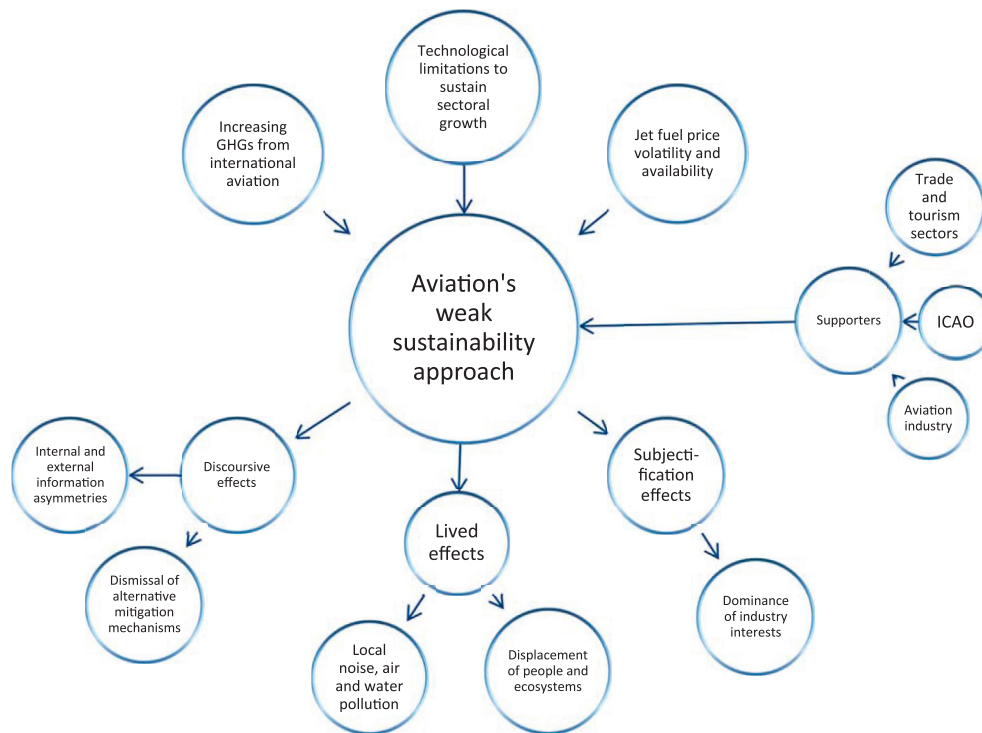 Technological
limitations to
sustain
sectoral
growth
Increasing
GHGs from
international
aviation
Jet fuel price
volatility and
availability
Trade
and
tourism
sectors
Aviation's
weak
sustainability
approach
Supporters
ICAO
Aviation
industry
Internal and
external
information
asymmetries
Discoursive
effects
Subjecti-
fication
effects
Lived
effects
Dismissal of
alternative
mitigation
mechanisms
Dominance
of industry
interests
Local
noise, air
and water
pollution
Displacement
of people and
ecosystems